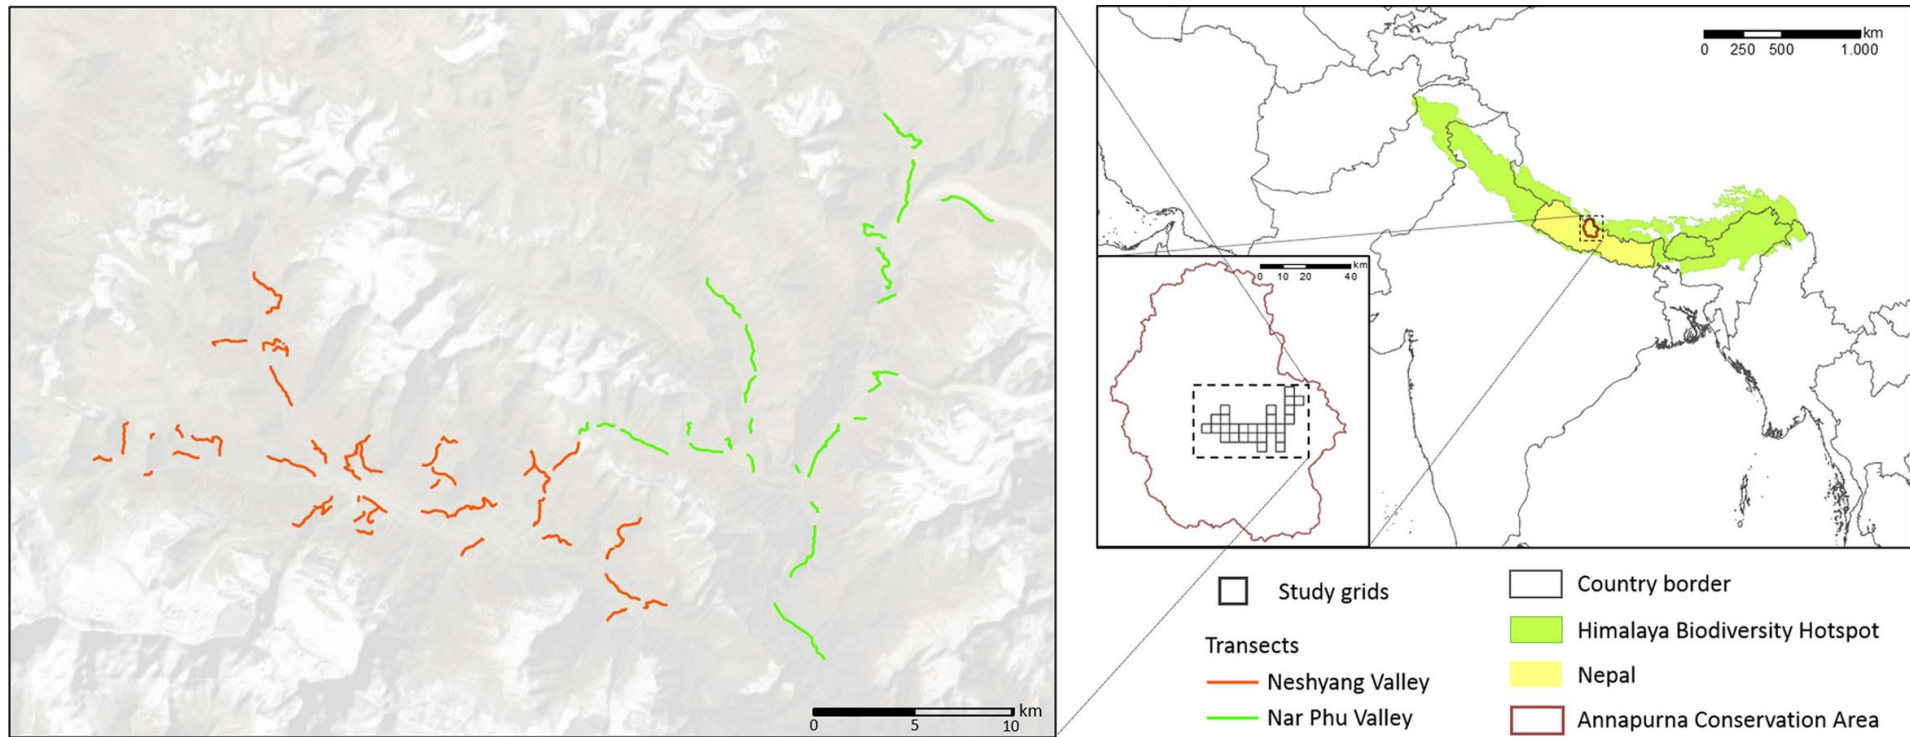 km
0 5 10
km
0 250 500 1.000
km
0 10 20 40
Study grids
Transects
Neshyang Valley
Nar Phu Valley
Country border
Himalaya Biodiversity Hotspot
Nepal
Annapurna Conservation Area